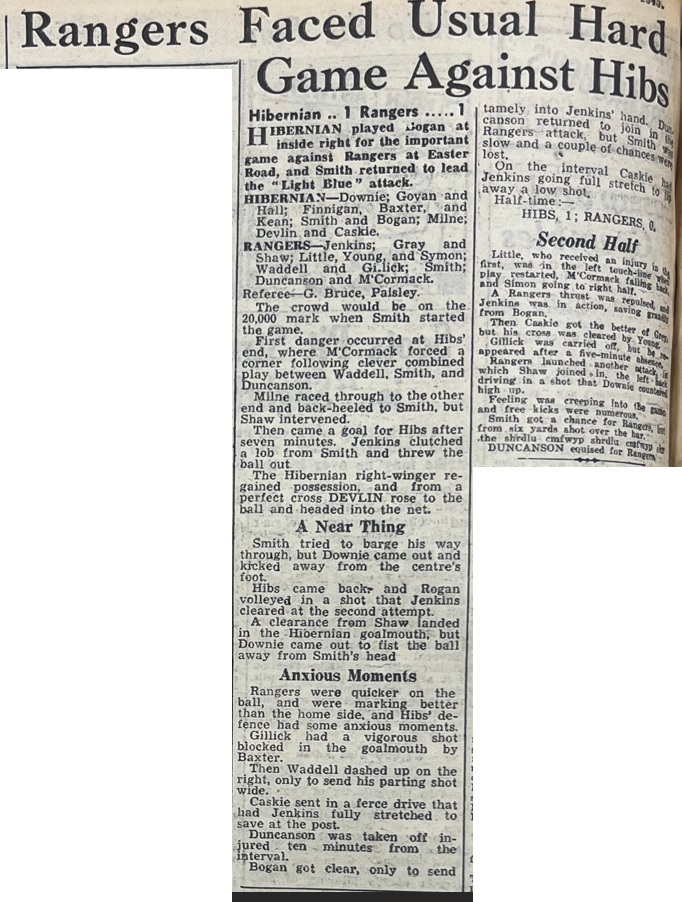 Rangers Faced Usual Hard
Game Against Hibs
Hibernian .. 1 Rangers ..... 1
HIBERNIAN played Bogan at
inside right for the important
game against Rangers at Easter
Road, and Smith returned to lead
the "Light Blue" attack.
HIBERNIAN—Downie; Govan and
Hall; Finnigan, Baxter, and
Kean; Smith and Bogan; Milne;
Devlin and Caskie.
RANGERS—Jenkins; Gray and
Shaw; Little, Young, and Symon;
Waddell and Gillick; Smith;
Duncanson and M'Cormack.
Referee—G. Bruce, Paisley.
The crowd would be on the
20,000 mark when Smith started
the game.
First danger occurred at Hibs'
end, where M'Cormack forced a
corner following clever combined
play between Waddell, Smith, and
Duncanson.
Milne raced through to the other
end and back-heeled to Smith, but
Shaw intervened.
Then came a goal for Hibs after
seven minutes. Jenkins clutched
a lob from Smith and threw the
ball out
The Hibernian right-winger re-
gained possession, and from a
perfect cross DEVLIN rose to the
ball and headed into the net.
A Near Thing
Smith tried to barge his way
through, but Downie came out and
kicked away from the centre's
foot.
Hibs came back and Rogan
volleyed in a shot that Jenkins
cleared at the second attempt.
A clearance from Shaw landed
in the Hibernian goalmouth, but
Downie came out to fist the ball
away from Smith's head
Anxious Moments
Rangers were quicker on the
ball, and were marking better
than the home side, and Hibs' de-
fence had some anxious moments.
Gillick had a vigorous shot
blocked in the goalmouth by
Baxter.
Then Waddell dashed up on the
right, only to send his parting shot
wide.
Caskie sent in a ferce drive that
had Jenkins fully stretched to
save at the post.
Duncanson was taken off in-
jured ten minutes from the
interval.
Bogan got clear, only to send
tamely into Jenkins' hand. Dun-
canson returned to join in the
Rangers attack, but Smith was
slow and a couple of chances were
lost.
On the interval Caskie had
Jenkins going full stretch to
away a low shot.
Half-time:—
HIBS, 1; RANGERS, 0.
Second Half
Little, who received an injury in the
first, was in the left touch-line when
play restarted, M'Cormack falling back,
and Simon going to right half.
A Rangers thrust was repulsed, and
Jenkins was in action, saving grandly
from Bogan.
Then Caskie got the better of Grey,
but his cross was cleared by Young.
Gillick was carried off, but he re-
appeared after a five-minute absence.
Rangers launched another attack in
which Shaw joined in, the left-back
driving in a shot that Downie countered
high up.
Feeling was creeping into the game
and free kicks were numerous.
Smith got a chance for Rangers, but
from six yards shot over the bar.
.the shrdlu cmfwyp shrdlu cmfwyp
DUNCANSON equised for Rangers